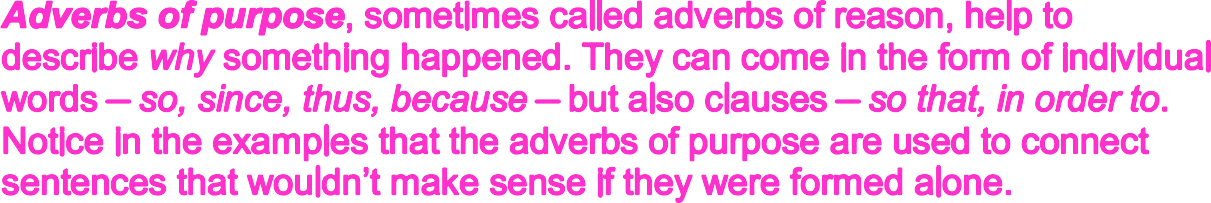 Adverbs of purpose, sometimes called adverbs of reason, help to
describe why something happened. They can come in the form of individual
words — so, since, thus, because — but also clauses — so that, in order to.
Notice in the examples that the adverbs of purpose are used to connect
sentences that wouldn’t make sense if they were formed alone.